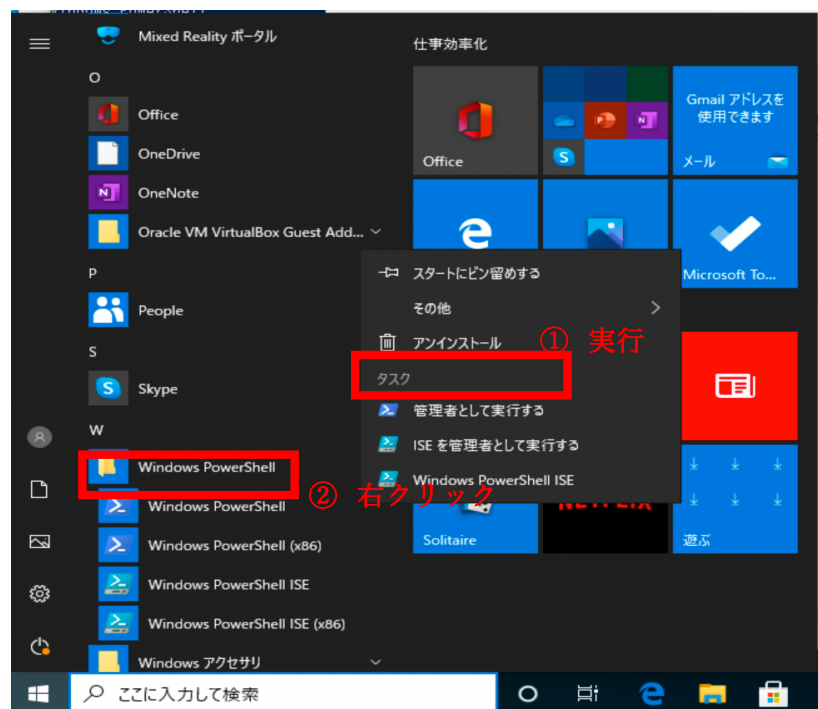 Mixed Reality ポータル
O
Office
OneDrive
OneNote
Oracle VM VirtualBox Guest Add...
P
People
S
Skype
W
Windows PowerShell
Windows PowerShell
Windows PowerShell (x86)
Windows PowerShell ISE
Windows PowerShell ISE (x86)
Windows アクセサリ
仕事効率化
Office
Gmail アドレスを
使用できます
メール
Microsoft To...
スタートにピン留めする
その他
アンインストール
① 実行
タスク
管理者として実行する
ISE を管理者として実行する
Windows PowerShell ISE
② 右クリック
Solitaire
遊ぶ
ここに入力して検索